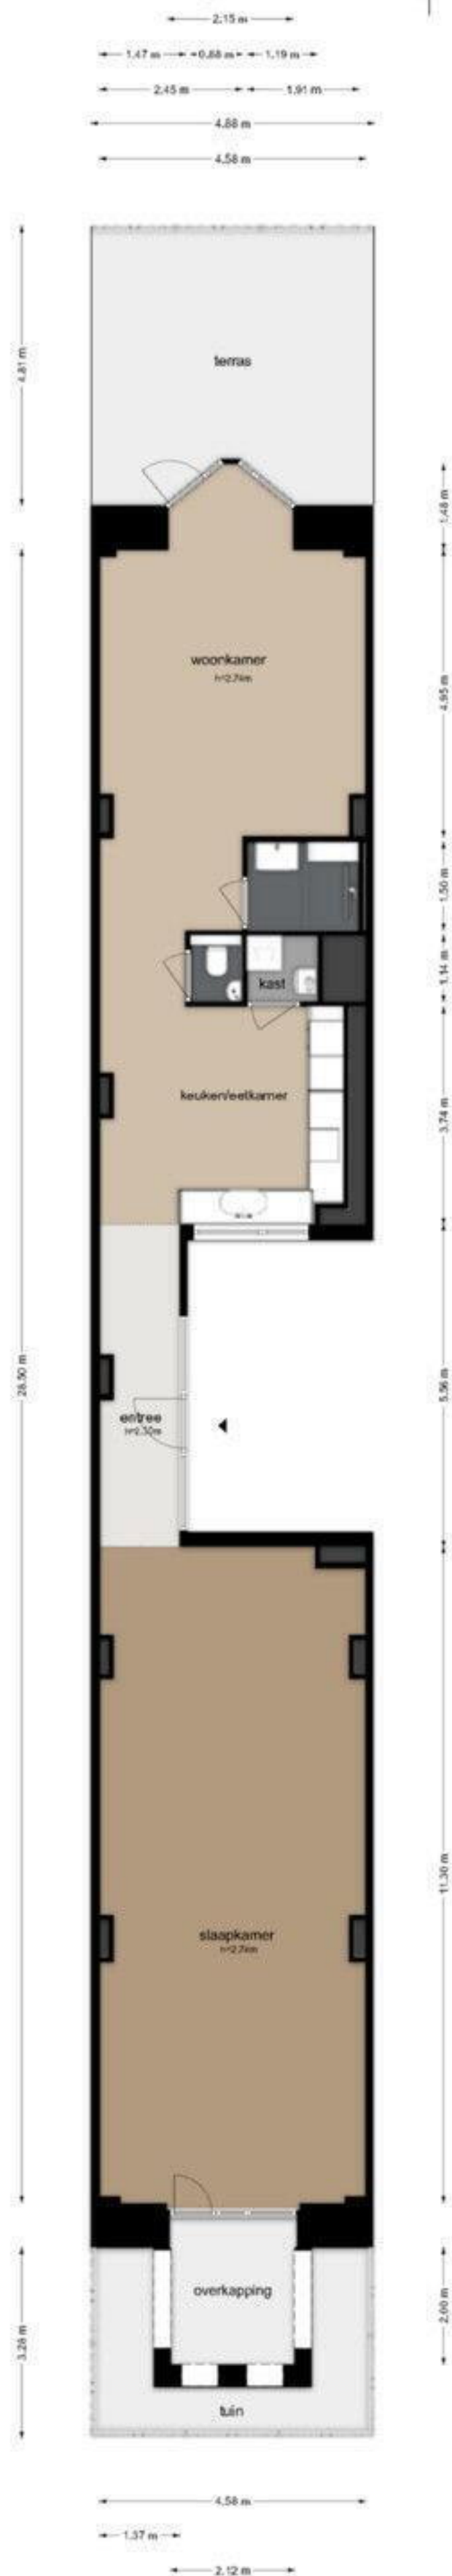 2.15 m
1.47 m 0.88 m 1.19 m
2.45 m 1.91 m
4.88 m
4.58 m
4.81 m
terras
1.48 m
woonkamer
h=2.74m
4.95 m
1.50 m
1.14 m
kast
keuken/eetkamer
3.74 m
28.50 m
5.56 m
entree
h=2.30m
11.30 m
slaapkamer
h=2.74m
overkapping
2.00 m
3.28 m
tuin
4.58 m
1.37 m
2.12 m